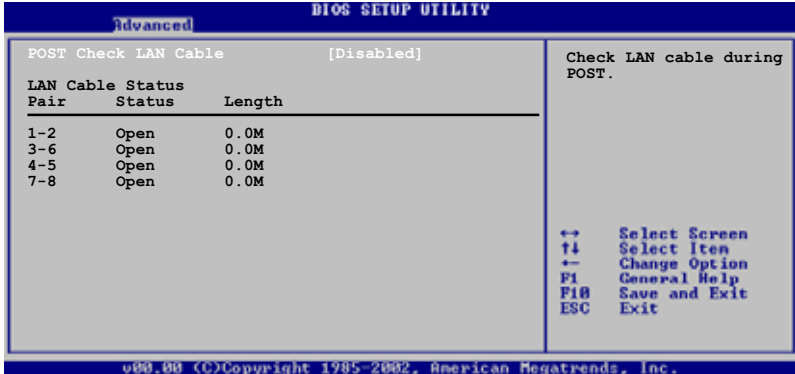 BIOS SETUP UTILITY
Advanced
POST Check LAN Cable [Disabled]
LAN Cable Status
Pair Status Length
1-2 Open 0.0M
3-6 Open 0.0M
4-5 Open 0.0M
7-8 Open 0.0M
Check LAN cable during
POST.
↔ Select Screen
↑↓ Select Item
+- Change Option
F1 General Help
F10 Save and Exit
ESC Exit
v00.00 (C)Copyright 1985-2002, American Megatrends, Inc.